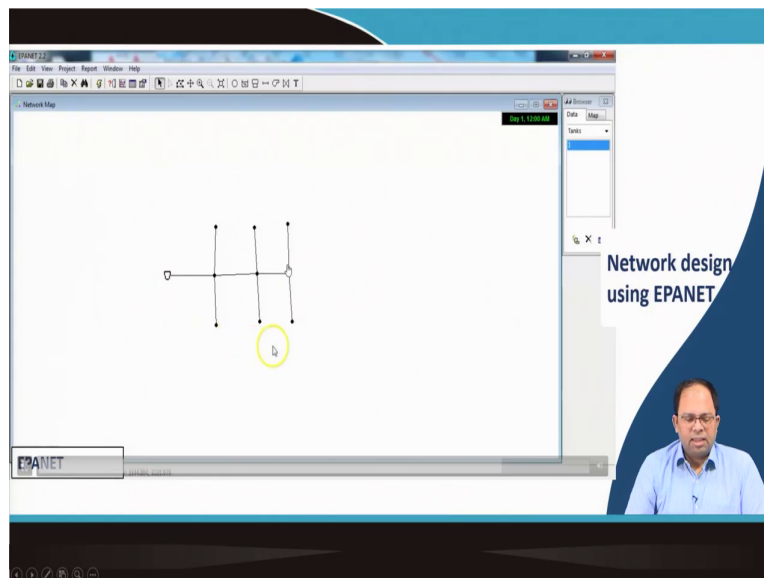 EPANET 2.2
File Edit View Project Report Window Help
Network Map
Day 1, 12:00 AM
Browser
Data Map
Tanks
1
Network design
using EPANET
EPANET